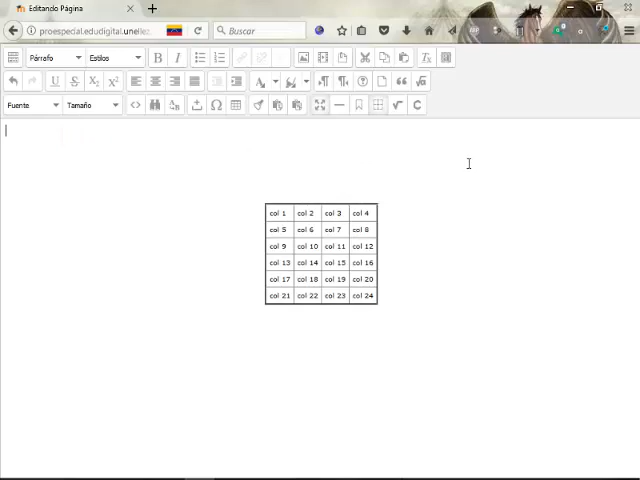 Editando Página
proespecial.edudigital.unellez.
Buscar
Párrafo
Estilos
Fuente
Tamaño
col 1 col 2 col 3 col 4
col 5 col 6 col 7 col 8
col 9 col 10 col 11 col 12
col 13 col 14 col 15 col 16
col 17 col 18 col 19 col 20
col 21 col 22 col 23 col 24